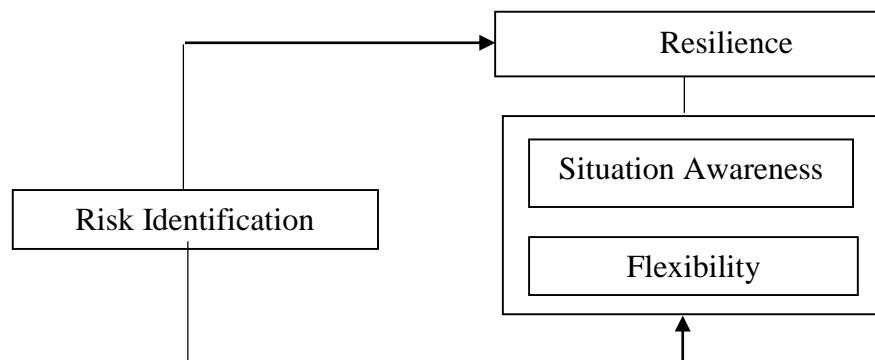 Resilience
Situation Awareness
Risk Identification
Flexibility